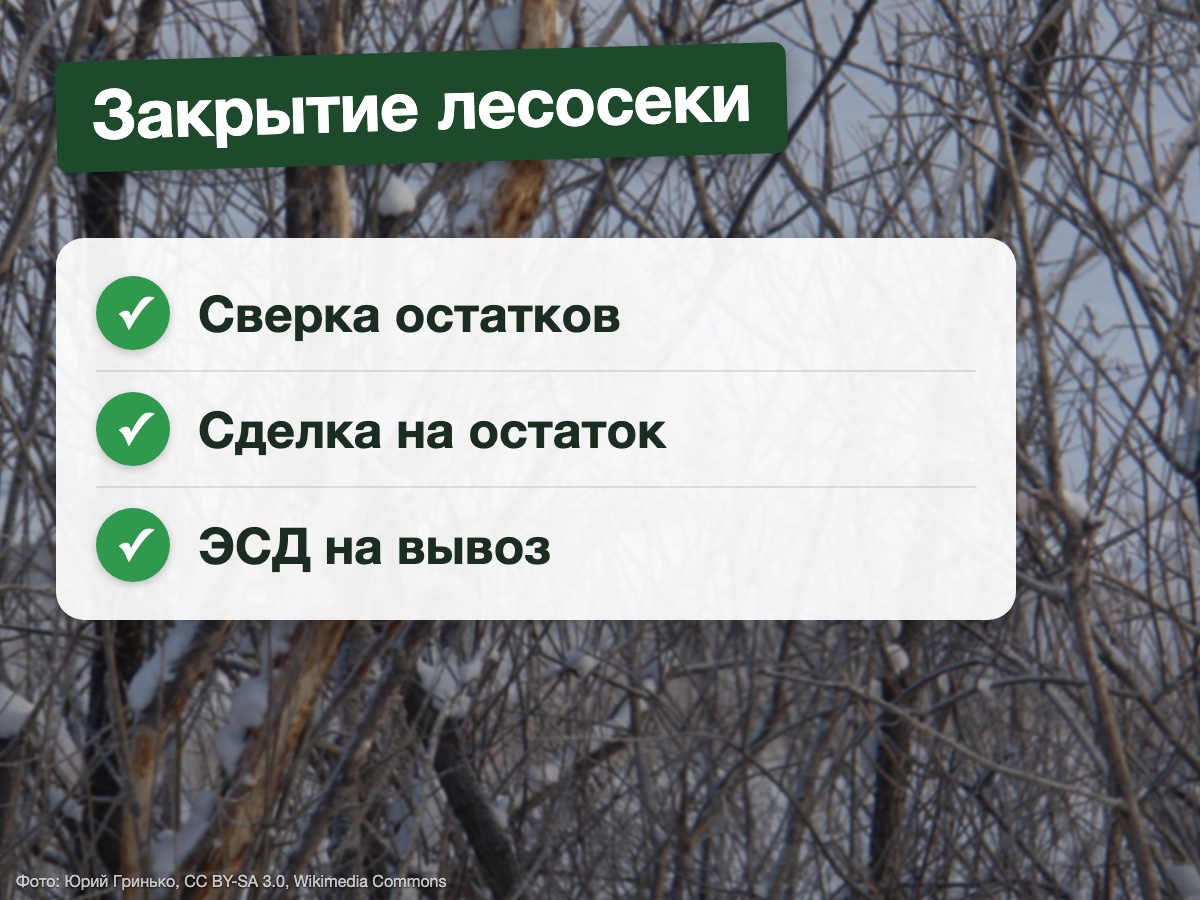 Закрытие лесосеки
Сверка остатков
Сделка на остаток
ЭСД на вывоз
Фото: Юрий Гринько, CC BY-SA 3.0, Wikimedia Commons